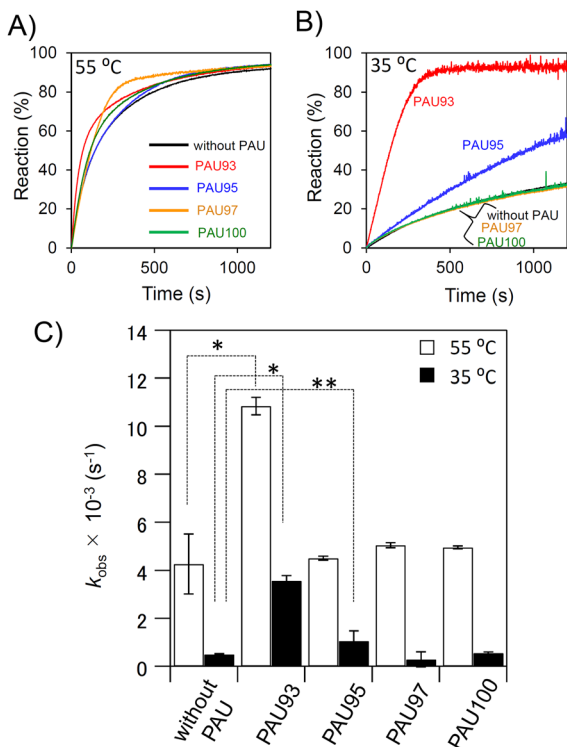 A)
55 °C
Reaction (%)
100
80
60
40
20
0
without PAU
PAU93
PAU95
PAU97
PAU100
0
500
1000
Time (s)
B)
35 °C
Reaction (%)
100
80
60
40
20
0
PAU93
PAU95
without PAU
PAU97
PAU100
0
500
1000
Time (s)
C)
k obs × 10-3 (s-1)
14
12
10
8
6
4
2
0
*
*
**
55 °C
35 °C
without
PAU
PAU93
PAU95
PAU97
PAU100